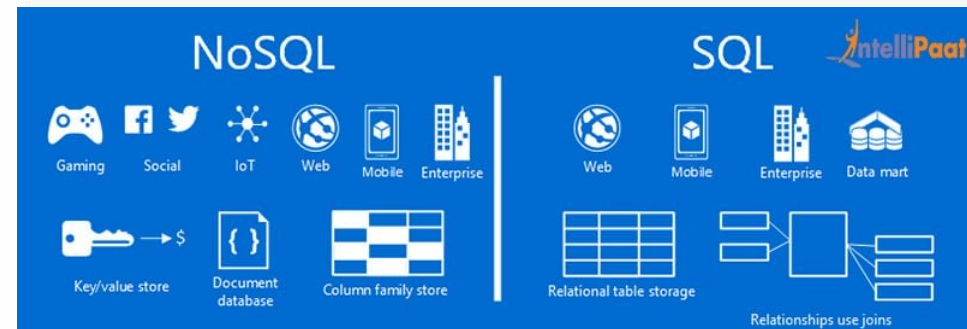 NoSQL
Gaming
Social
IoT
Web
Mobile
Enterprise
$
Key/value store
{ }
Document
database
Column family store
SQL
IntelliPaat
Web
Mobile
Enterprise
Data mart
Relational table storage
Relationships use joins